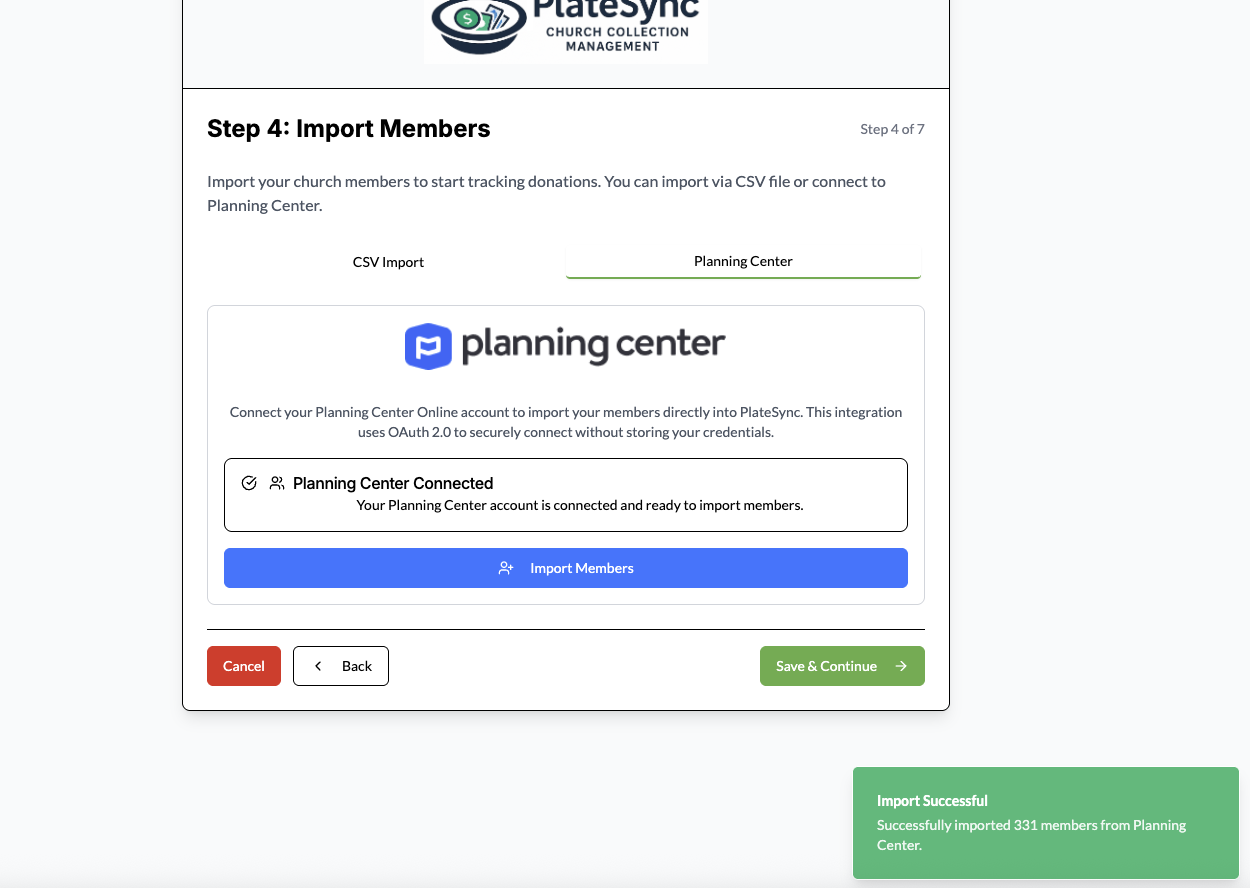 PlateSync
CHURCH COLLECTION
MANAGEMENT
Step 4: Import Members
Step 4 of 7
Import your church members to start tracking donations. You can import via CSV file or connect to
Planning Center.
CSV Import
Planning Center
planning center
Connect your Planning Center Online account to import your members directly into PlateSync. This integration
uses OAuth 2.0 to securely connect without storing your credentials.
Planning Center Connected
Your Planning Center account is connected and ready to import members.
Import Members
Cancel
Back
Save & Continue
Import Successful
Successfully imported 331 members from Planning
Center.